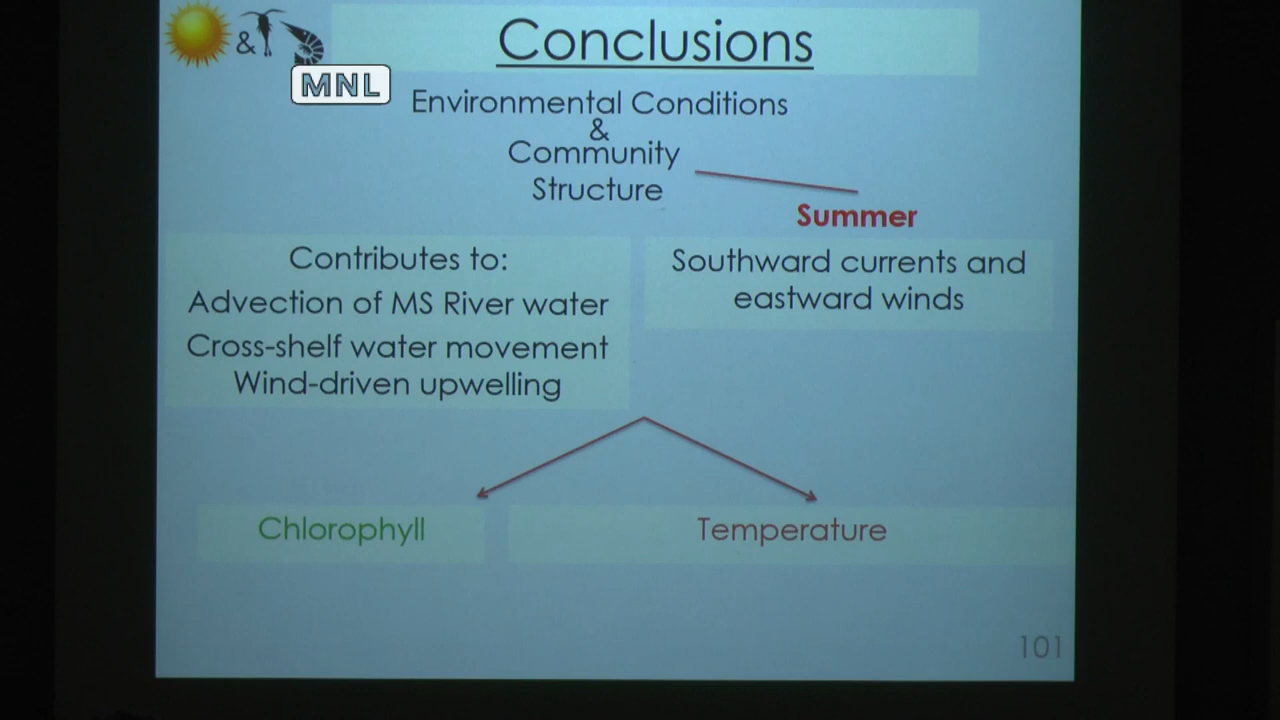 &
Conclusions
MNL
Environmental Conditions
&
Community
Structure
Summer
Contributes to:
Advection of MS River water
Cross-shelf water movement
Wind-driven upwelling
Southward currents and
eastward winds
Chlorophyll
Temperature
101